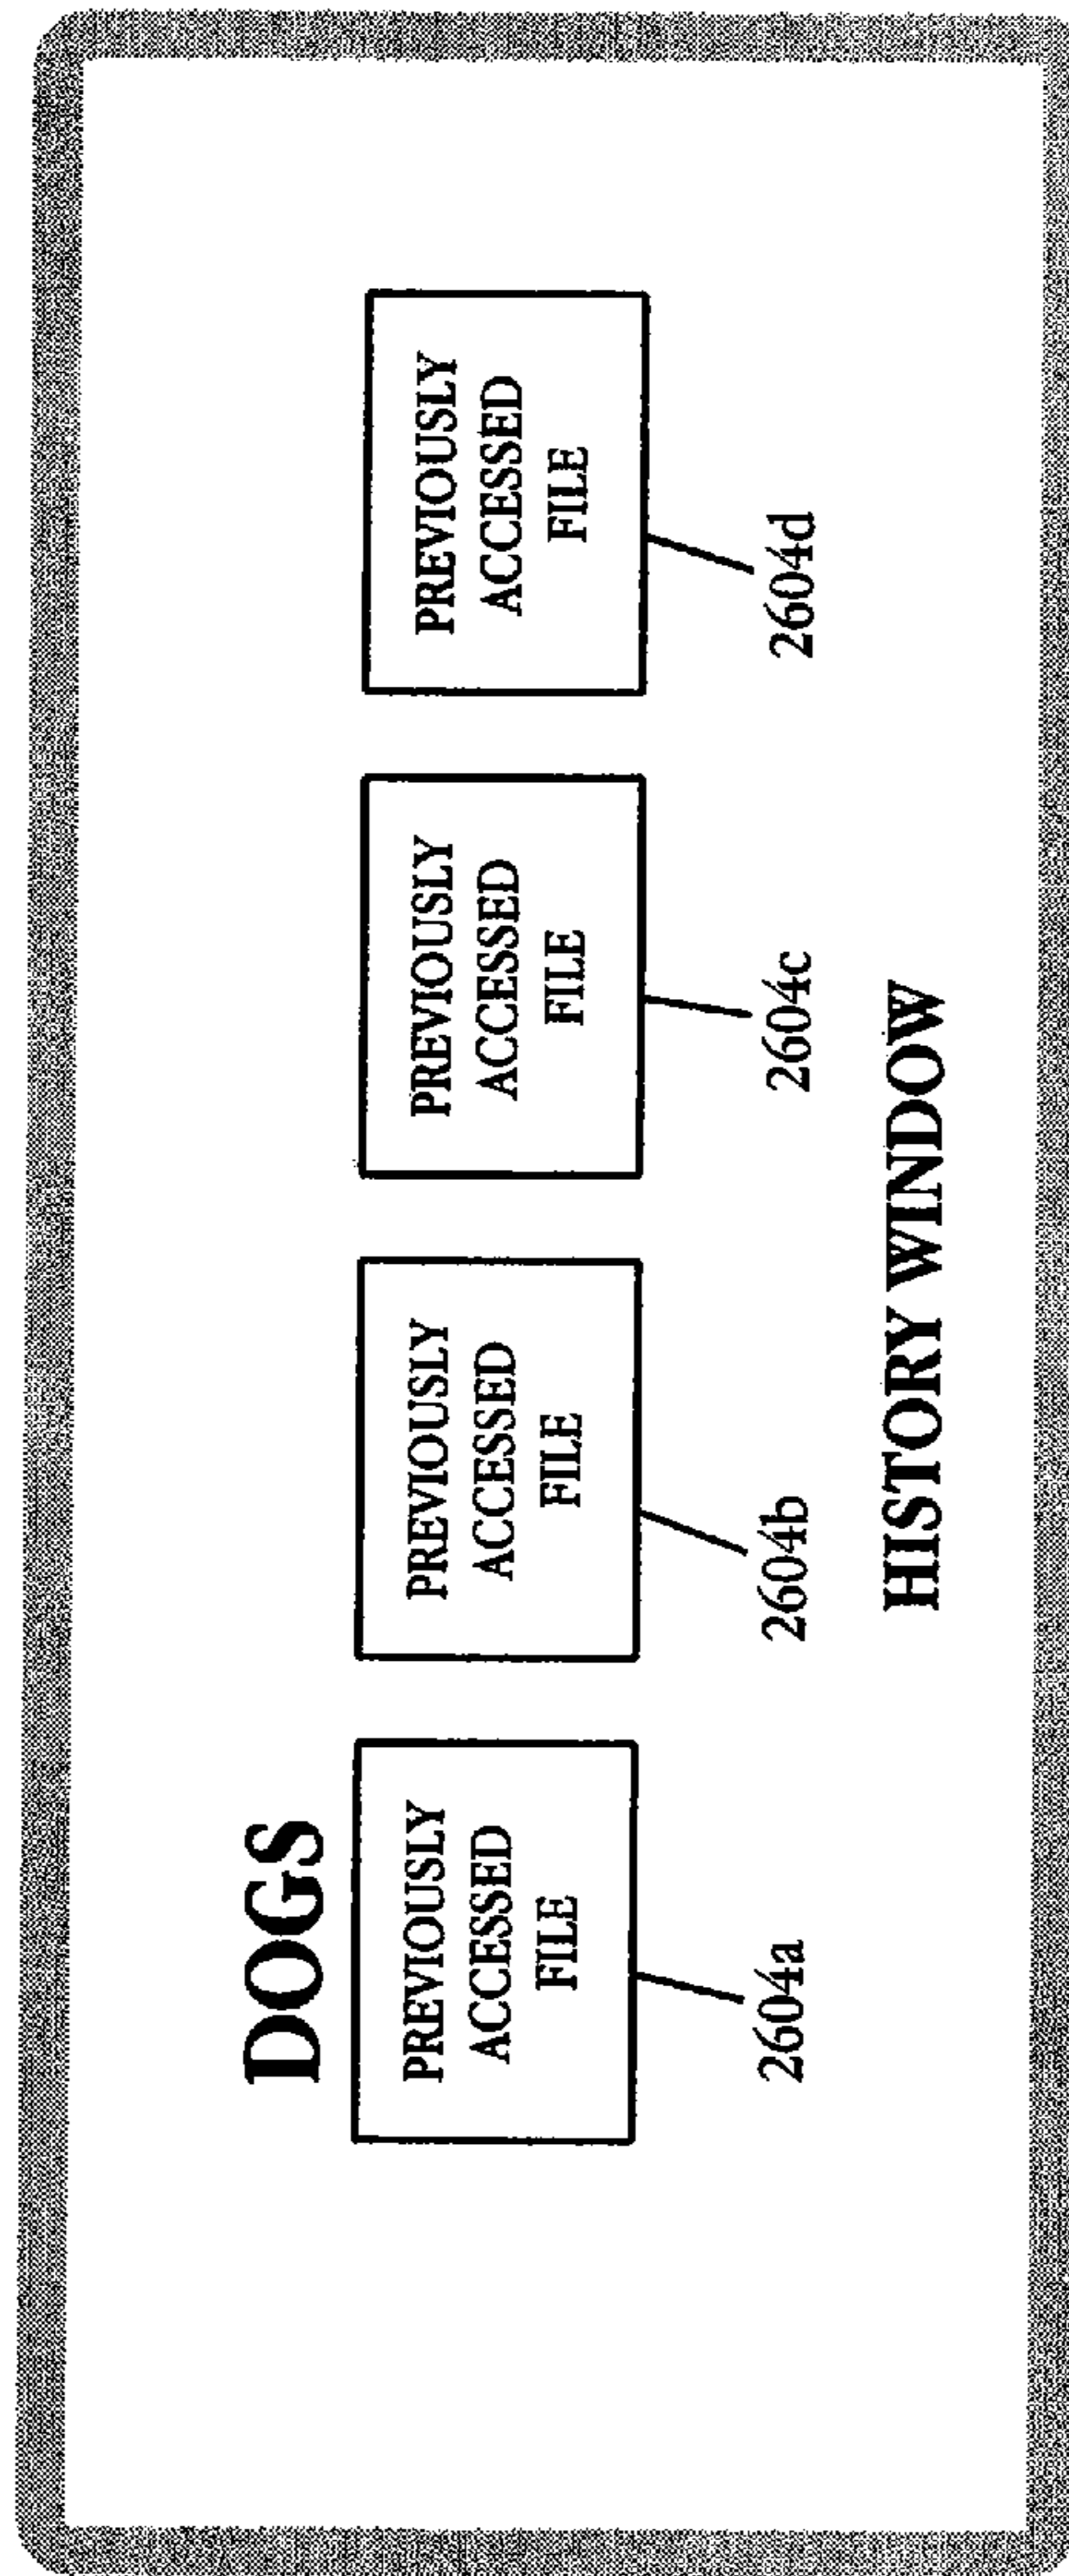 DOGS
PREVIOUSLY
ACCESSED
FILE
PREVIOUSLY
ACCESSED
FILE
PREVIOUSLY
ACCESSED
FILE
PREVIOUSLY
ACCESSED
FILE
2604a
2604b
2604c
2604d
HISTORY WINDOW